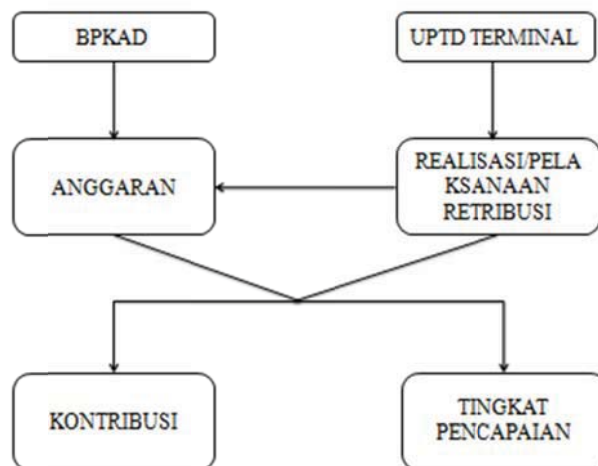 BPKAD
UPTD TERMINAL
ANGGARAN
REALISASI/PELA
KSANAAN
RETRIBUSI
KONTRIBUSI
TINGKAT
PENCAPAIAN